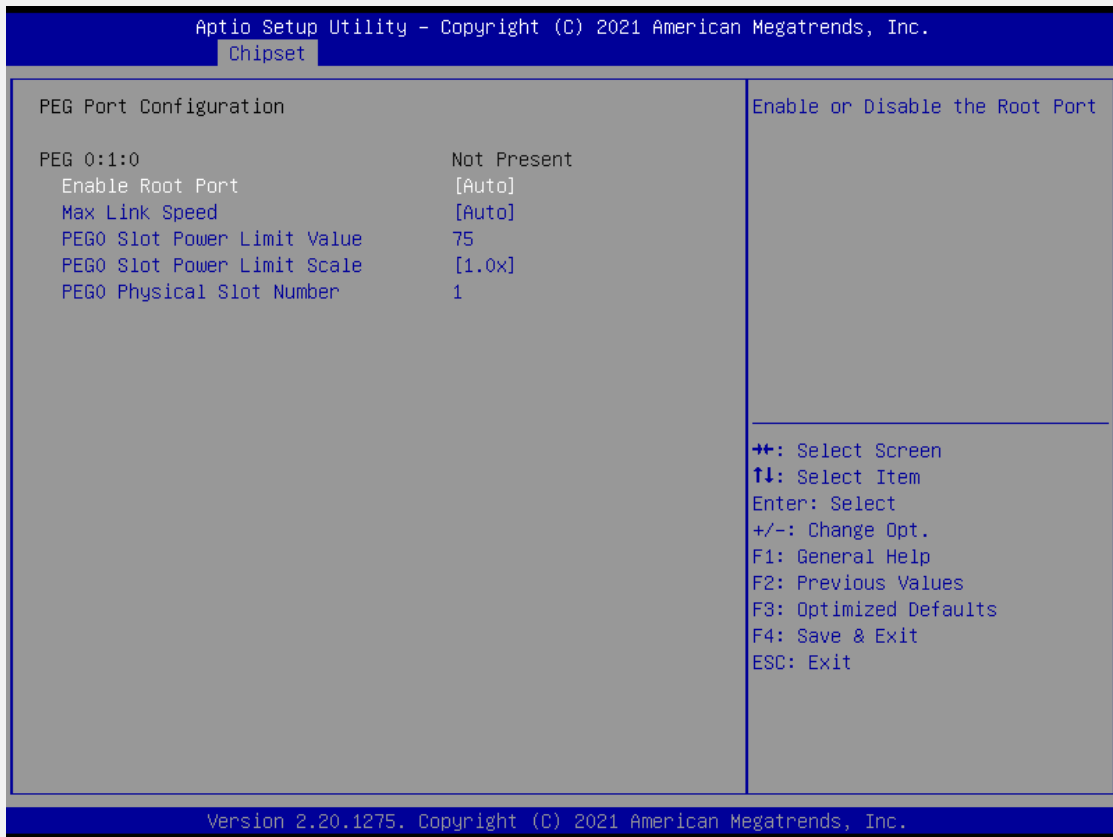 Aptio Setup Utility – Copyright (C) 2021 American Megatrends, Inc.
Chipset
PEG Port Configuration
PEG 0:1:0 Not Present
Enable Root Port [Auto]
Max Link Speed [Auto]
PEG0 Slot Power Limit Value 75
PEG0 Slot Power Limit Scale [1.0x]
PEG0 Physical Slot Number 1
Enable or Disable the Root Port
→←: Select Screen
↑↓: Select Item
Enter: Select
+/-: Change Opt.
F1: General Help
F2: Previous Values
F3: Optimized Defaults
F4: Save & Exit
ESC: Exit
Version 2.20.1275. Copyright (C) 2021 American Megatrends, Inc.